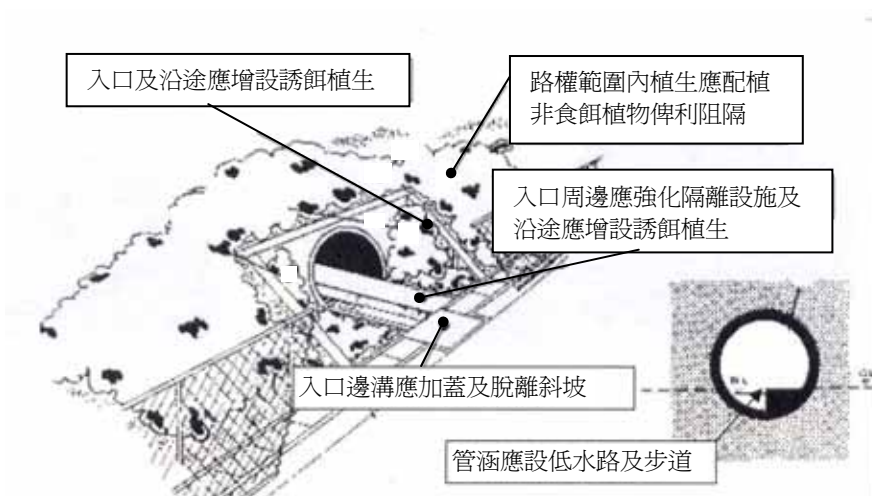 入口及沿途應增設誘餌植生
路權範圍內植生應配植
非食餌植物俾利阻隔
入口周邊應強化隔離設施及
沿途應增設誘餌植生
入口邊溝應加蓋及脫離斜坡
管涵應設低水路及步道